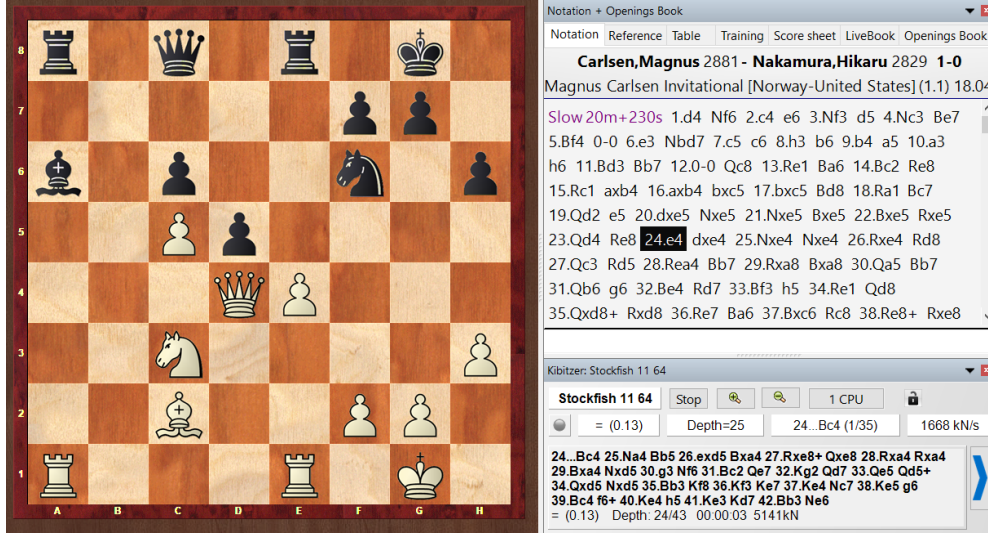 8
7
6
5
4
3
2
1
A B C D E F G H
Notation + Openings Book
Notation Reference Table Training Score sheet LiveBook Openings Book
Carlsen,Magnus 2881 - Nakamura,Hikaru 2829 1-0
Magnus Carlsen Invitational [Norway-United States] (1.1) 18.04
Slow 20m+230s 1.d4 Nf6 2.c4 e6 3.Nf3 d5 4.Nc3 Be7
5.Bf4 0-0 6.e3 Nbd7 7.c5 c6 8.h3 b6 9.b4 a5 10.a3
h6 11.Bd3 Bb7 12.0-0 Qc8 13.Re1 Ba6 14.Bc2 Re8
15.Rc1 axb4 16.axb4 bxc5 17.bxc5 Bd8 18.Ra1 Bc7
19.Qd2 e5 20.dxe5 Nxe5 21.Nxe5 Bxe5 22.Bxe5 Rxe5
23.Qd4 Re8 24.e4 dxe4 25.Nxe4 Nxe4 26.Rxe4 Rd8
27.Qc3 Rd5 28.Rea4 Bb7 29.Rxa8 Bxa8 30.Qa5 Bb7
31.Qb6 g6 32.Be4 Rd7 33.Bf3 h5 34.Re1 Qd8
35.Qxd8+ Rxd8 36.Re7 Ba6 37.Bxc6 Rc8 38.Re8+ Rxe8
Kibitzer: Stockfish 11 64
Stockfish 11 64 Stop 1 CPU
= (0.13) Depth=25 24...Bc4 (1/35) 1668 kN/s
24...Bc4 25.Na4 Bb5 26.exd5 Bxa4 27.Rxe8+ Qxe8 28.Rxa4 Rxa4
29.Bxa4 Nxd5 30.g3 Nf6 31.Bc2 Qe7 32.Kg2 Qd7 33.Qe5 Qd5+
34.Qxd5 Nxd5 35.Bb3 Kf8 36.Kf3 Ke7 37.Ke4 Nc7 38.Ke5 g6
39.Bc4 f6+ 40.Ke4 h5 41.Ke3 Kd7 42.Bb3 Ne6
= (0.13) Depth: 24/43 00:00:03 5141kN